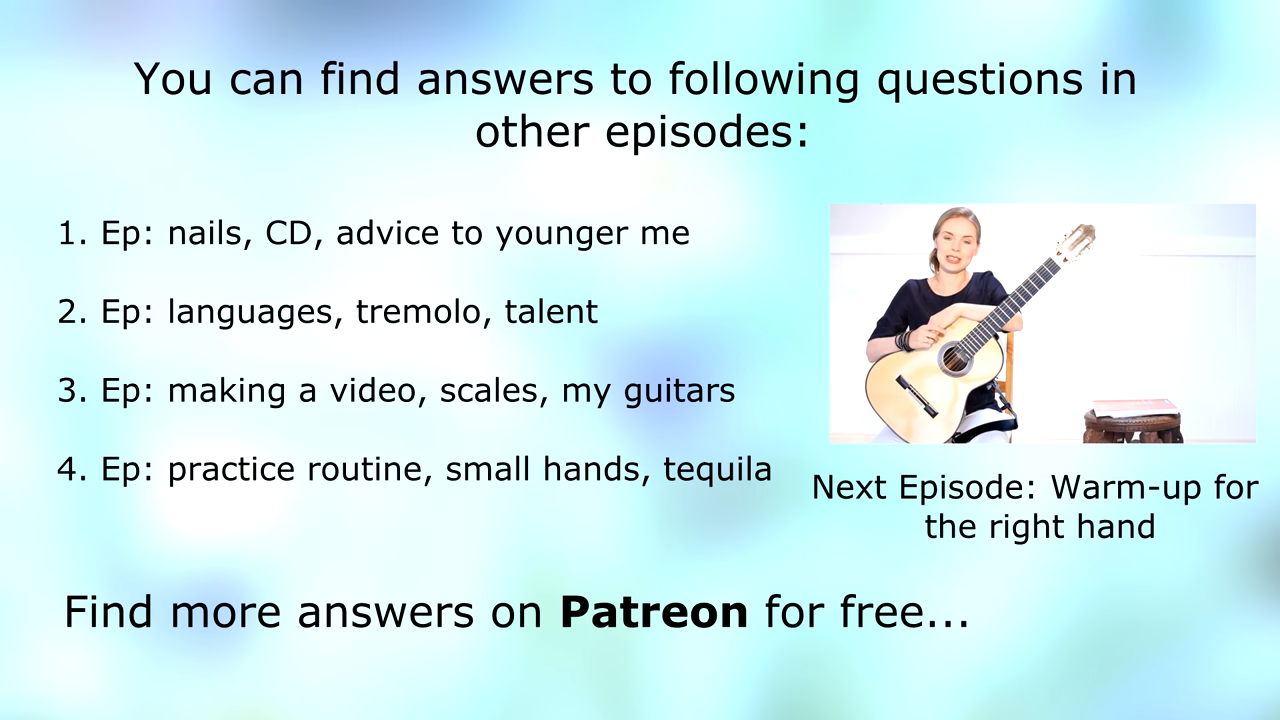 You can find answers to following questions in
other episodes:
1. Ep: nails, CD, advice to younger me
2. Ep: languages, tremolo, talent
3. Ep: making a video, scales, my guitars
4. Ep: practice routine, small hands, tequila
Next Episode: Warm-up for
the right hand
Find more answers on Patreon for free...